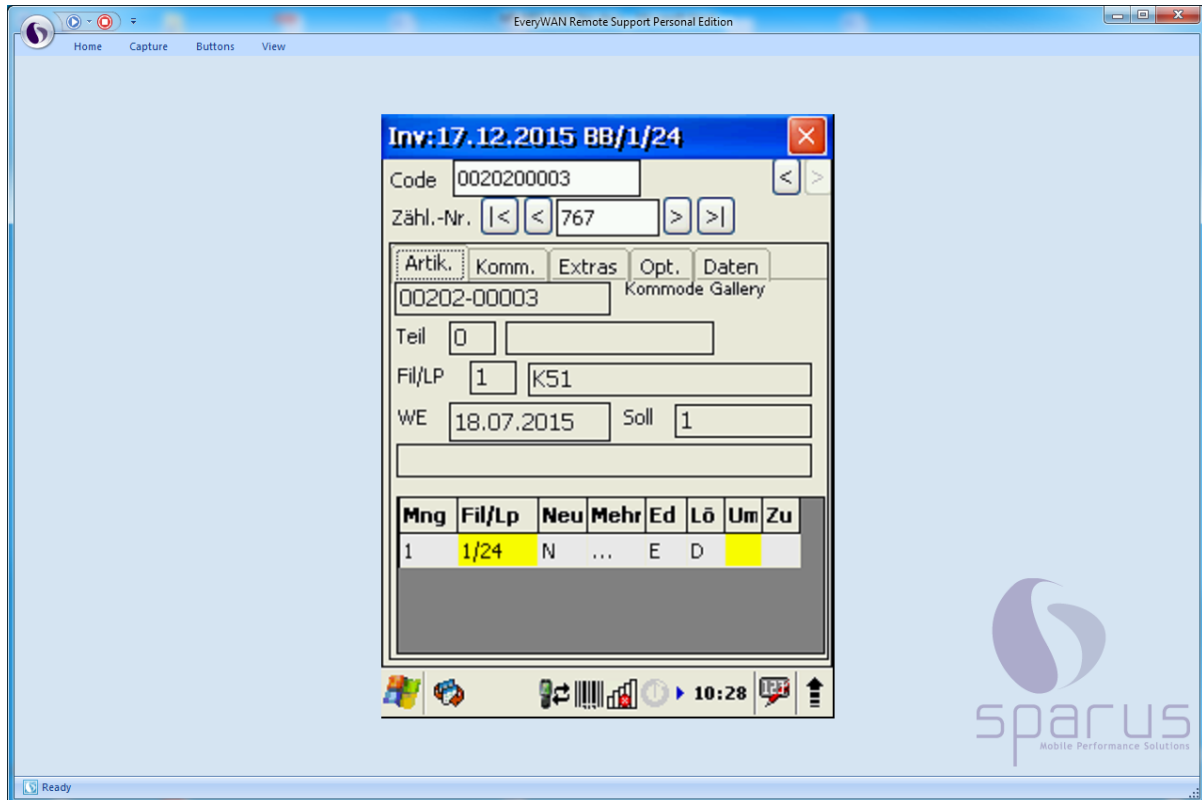 EveryWAN Remote Support Personal Edition
Home Capture Buttons View
Inv:17.12.2015 BB/1/24
Code 0020200003 < >
Zähl.-Nr. |< < 767 > >|
Artik. Komm. Extras Opt. Daten
00202-00003 Kommode Gallery
Teil 0
Fil/LP 1 K51
WE 18.07.2015 Soll 1
Mng Fil/Lp Neu Mehr Ed Lö Um Zu
1 1/24 N ... E D
10:28 123
sparus
Mobile Performance Solutions
Ready